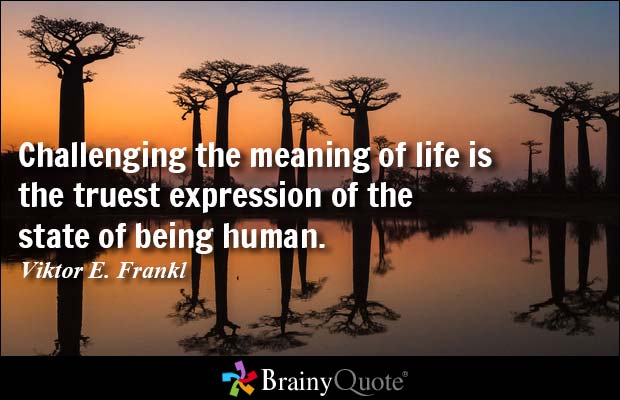 Challenging the meaning of life is
the truest expression of the
state of being human.
Viktor E. Frankl
BrainyQuote®